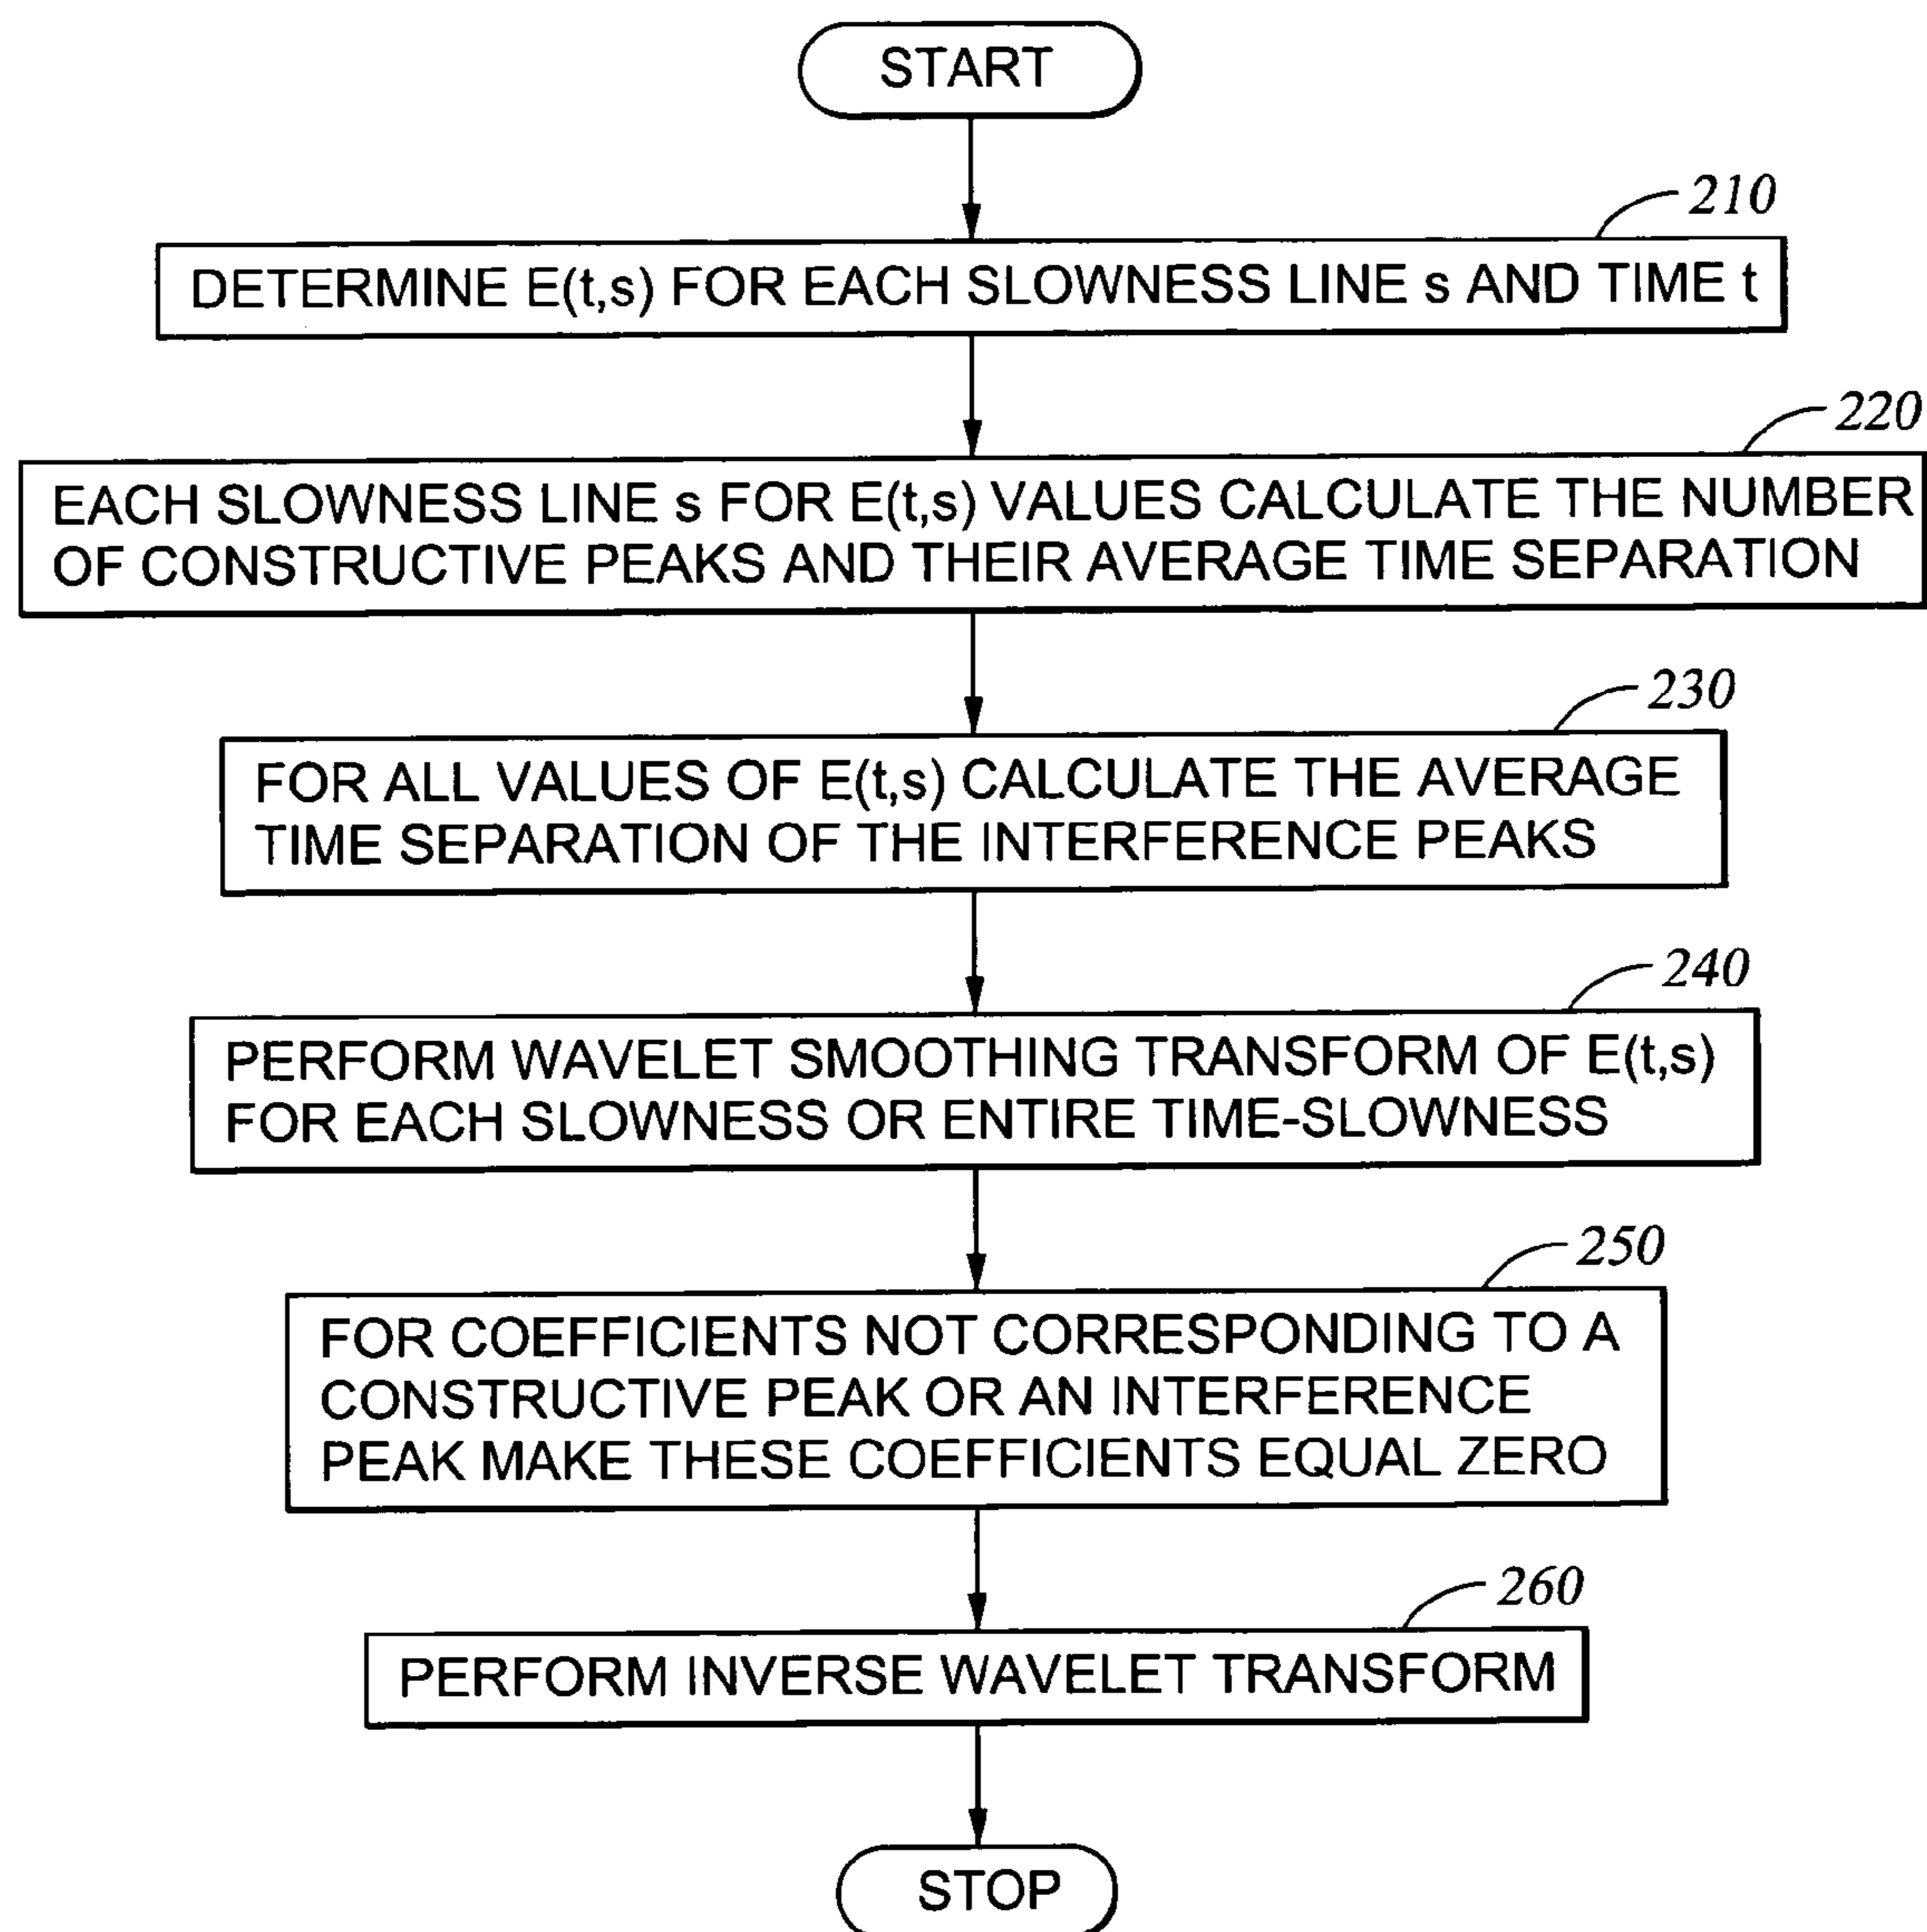 START
210
DETERMINE E(t,s) FOR EACH SLOWNESS LINE s AND TIME t
220
EACH SLOWNESS LINE s FOR E(t,s) VALUES CALCULATE THE NUMBER
OF CONSTRUCTIVE PEAKS AND THEIR AVERAGE TIME SEPARATION
230
FOR ALL VALUES OF E(t,s) CALCULATE THE AVERAGE
TIME SEPARATION OF THE INTERFERENCE PEAKS
240
PERFORM WAVELET SMOOTHING TRANSFORM OF E(t,s)
FOR EACH SLOWNESS OR ENTIRE TIME-SLOWNESS
250
FOR COEFFICIENTS NOT CORRESPONDING TO A
CONSTRUCTIVE PEAK OR AN INTERFERENCE
PEAK MAKE THESE COEFFICIENTS EQUAL ZERO
260
PERFORM INVERSE WAVELET TRANSFORM
STOP